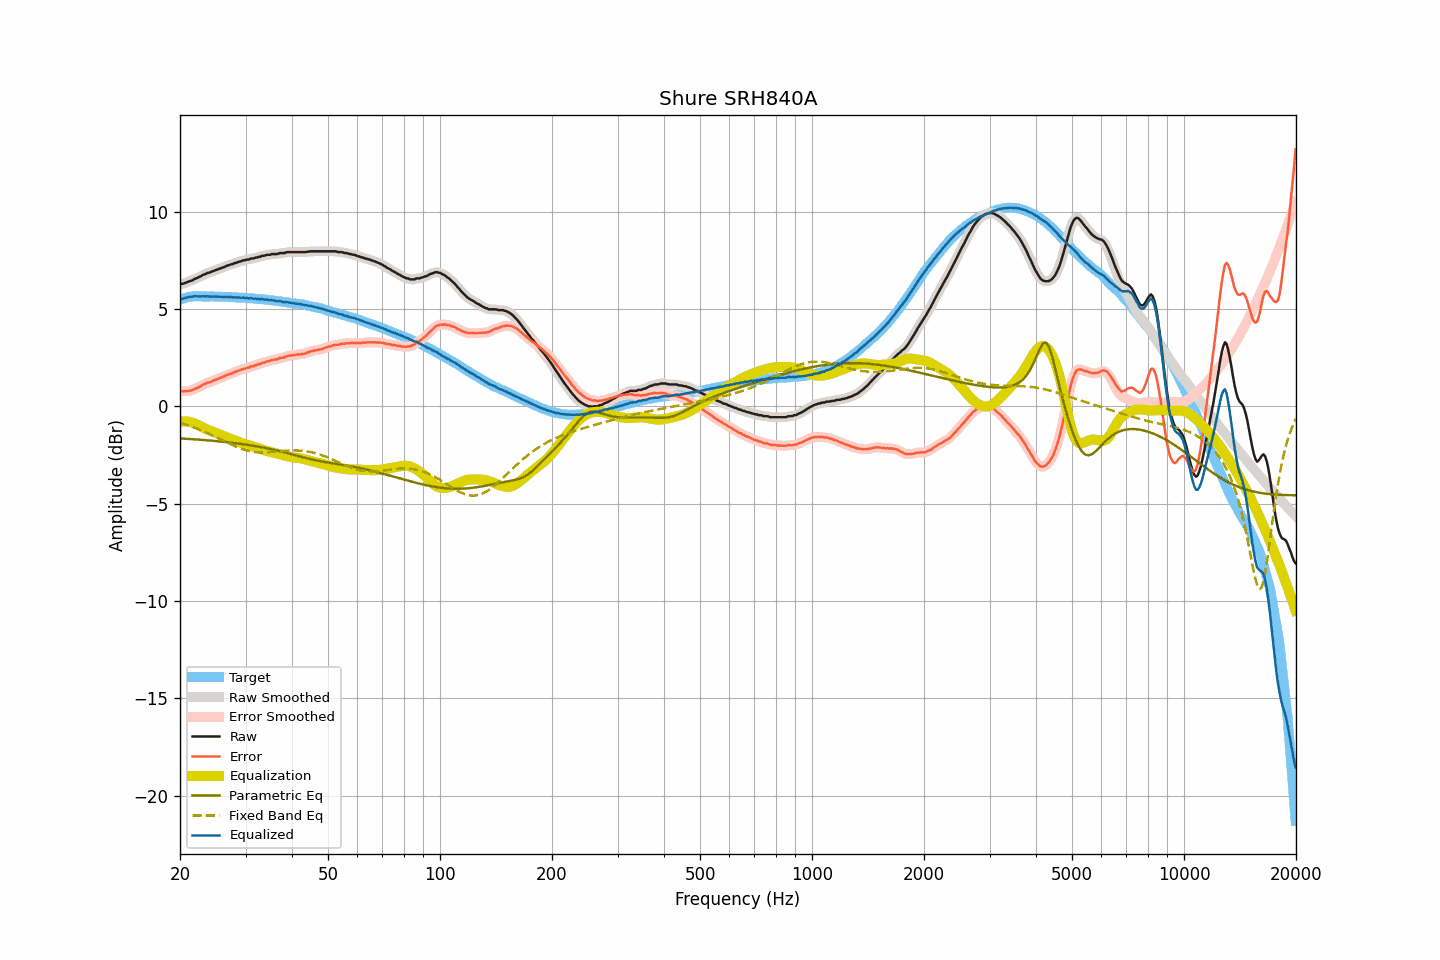 Shure SRH840A
10
5
0
−5
−10
−15
−20
Amplitude (dBr)
Target
Raw Smoothed
Error Smoothed
Raw
Error
Equalization
Parametric Eq
Fixed Band Eq
Equalized
20 50 100 200 500 1000 2000 5000 10000 20000
Frequency (Hz)